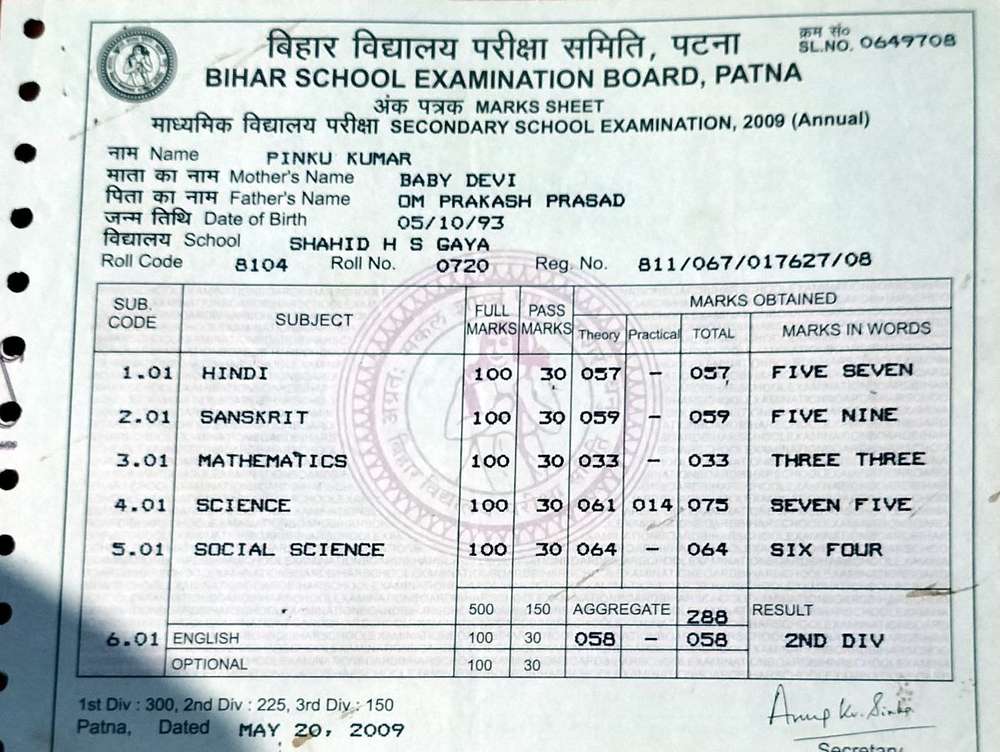 बिहार विद्यालय परीक्षा समिति, पटना
क्रम सं०
SL.NO. 0649708
BIHAR SCHOOL EXAMINATION BOARD, PATNA
अंक पत्रक MARKS SHEET
माध्यमिक विद्यालय परीक्षा SECONDARY SCHOOL EXAMINATION, 2009 (Annual)
नाम Name PINKU KUMAR
माता का नाम Mother's Name BABY DEVI
पिता का नाम Father's Name OM PRAKASH PRASAD
जन्म तिथि Date of Birth 05/10/93
विद्यालय School SHAHID H S GAYA
Roll Code 8104 Roll No. 0720 Reg. No. 811/067/017627/08
SUB. CODE SUBJECT FULL MARKS PASS MARKS MARKS OBTAINED
Theory Practical TOTAL MARKS IN WORDS
1.01 HINDI 100 30 057 - 057 FIVE SEVEN
2.01 SANSKRIT 100 30 059 - 059 FIVE NINE
3.01 MATHEMATICS 100 30 033 - 033 THREE THREE
4.01 SCIENCE 100 30 061 014 075 SEVEN FIVE
5.01 SOCIAL SCIENCE 100 30 064 - 064 SIX FOUR
500 150 AGGREGATE 288 RESULT
6.01 ENGLISH 100 30 058 - 058 2ND DIV
OPTIONAL 100 30
1st Div : 300, 2nd Div : 225, 3rd Div : 150
Patna, Dated MAY 20, 2009
Anup Kr. Sinha
Secretary